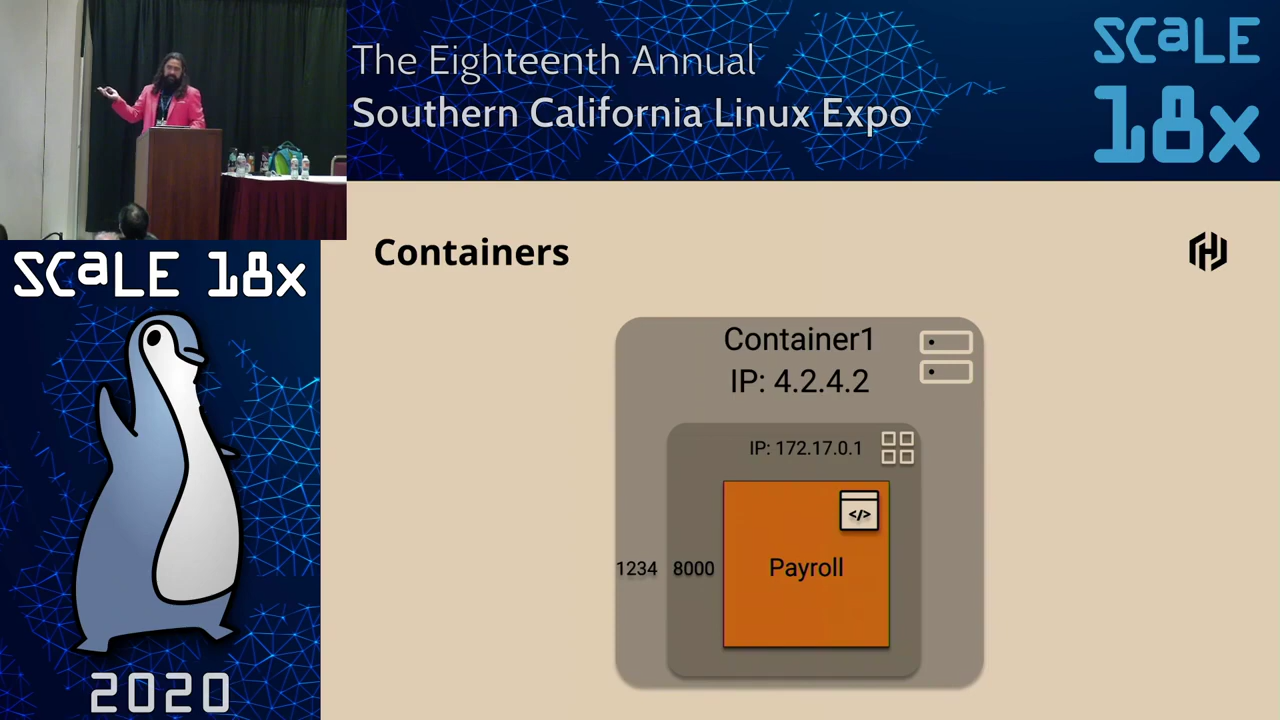 The Eighteenth Annual
Southern California Linux Expo
SCaLE
18x
SCaLE 18x
2020
Containers
Container1
IP: 4.2.4.2
IP: 172.17.0.1
</>
1234 8000 Payroll